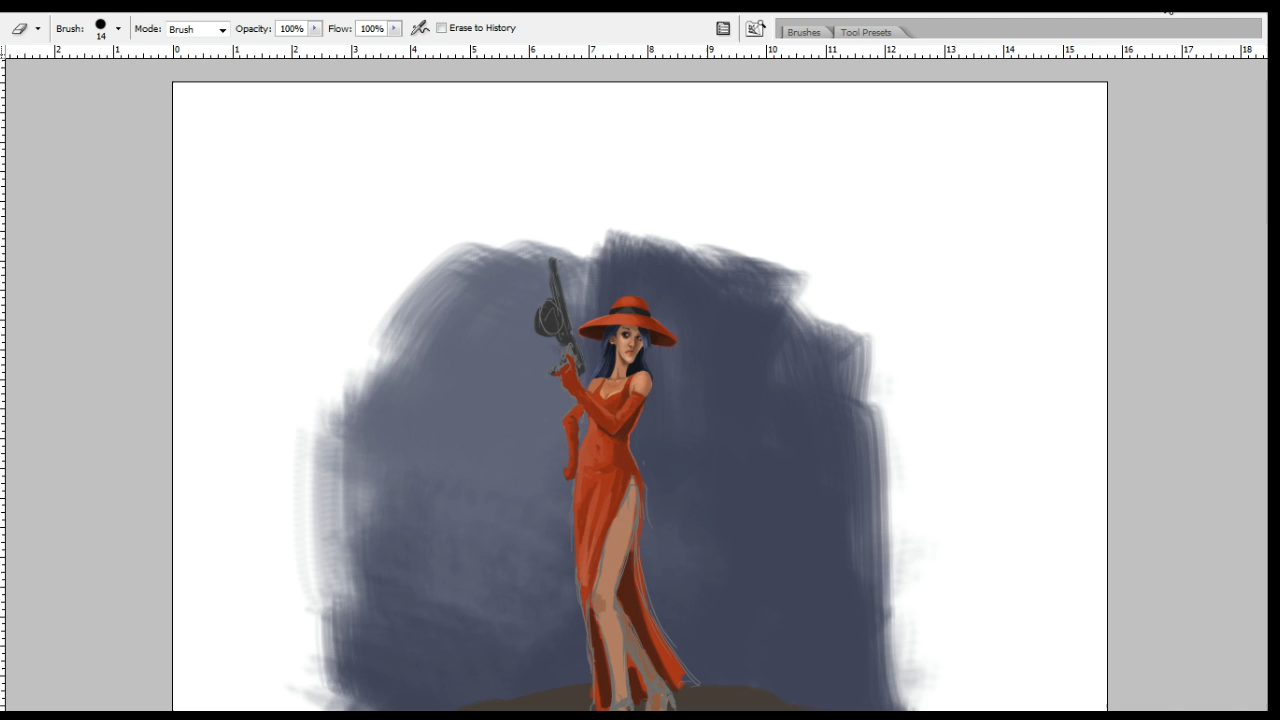 Brush: 14 Mode: Brush Opacity: 100% Flow: 100% Erase to History Brushes Tool Presets
2 1 0 1 2 3 4 5 6 7 8 9 10 11 12 13 14 15 16 17 18